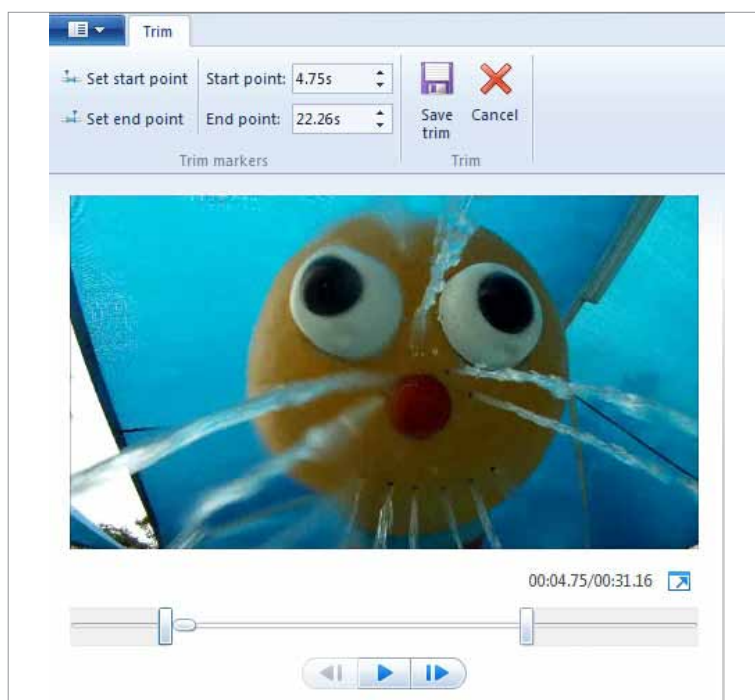 Trim
Set start point
Start point: 4.75s
Set end point
End point: 22.26s
Save trim
Cancel
Trim markers
Trim
00:04.75/00:31.16